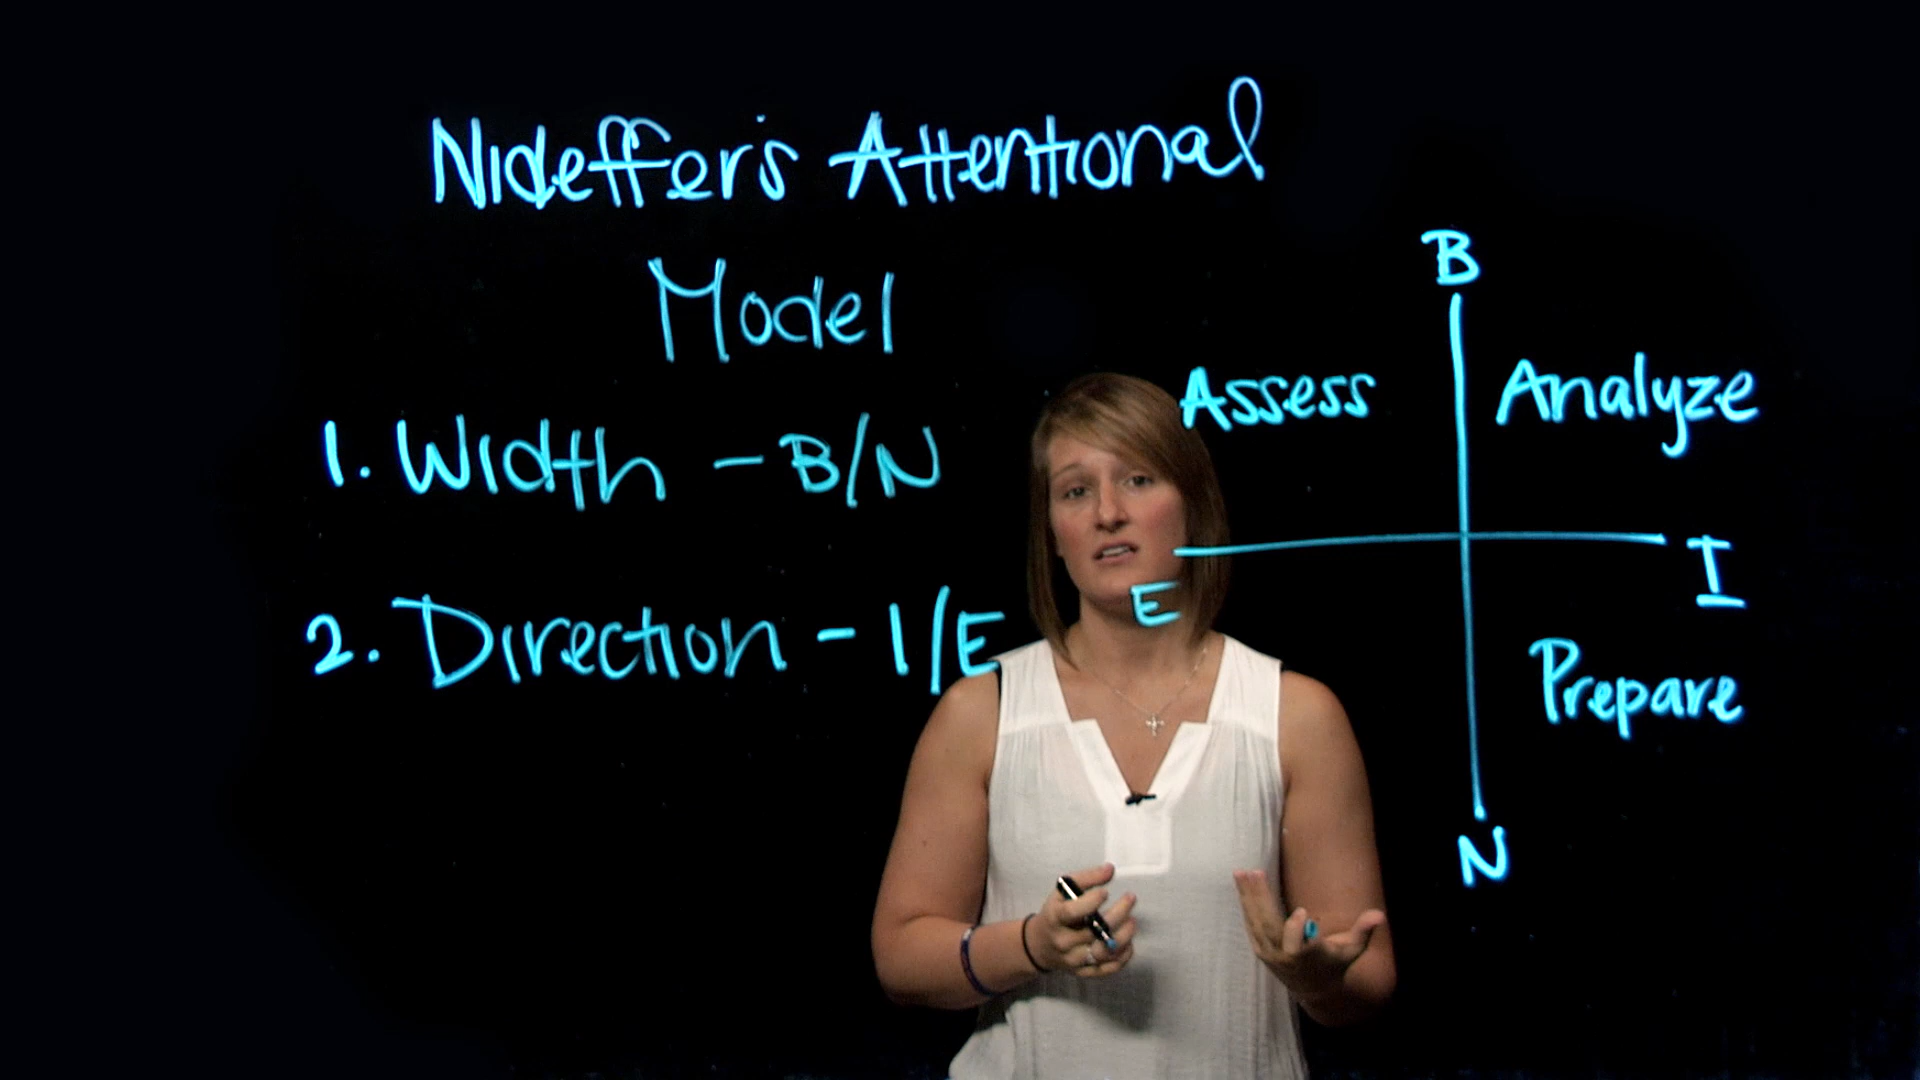 Nideffer's Attentional
Model
1. Width - B/N
2. Direction - I/E
B
Assess
Analyze
E
I
Prepare
N